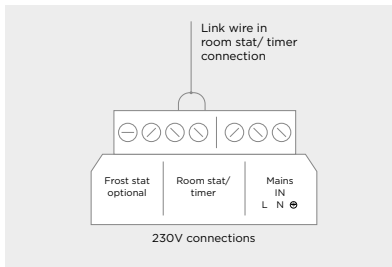 Link wire in
room stat/ timer
connection
Frost stat
optional
Room stat/
timer
Mains
IN
L N ⏚
230V connections